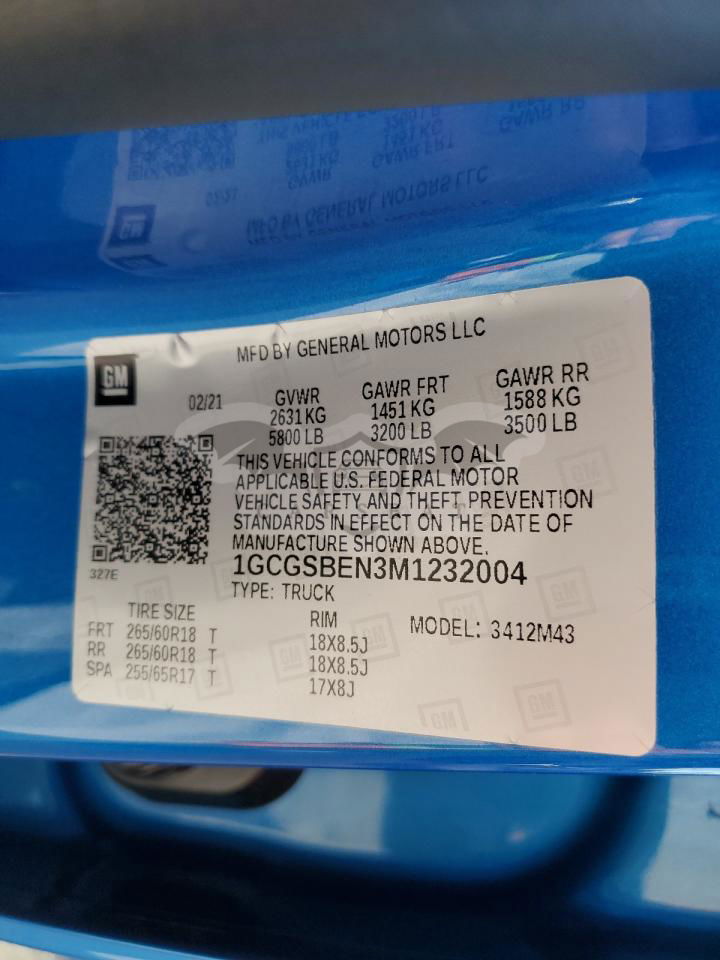 MFD BY GENERAL MOTORS LLC
GM
02/21
GVWR GAWR FRT GAWR RR
2631 KG 1451 KG 1588 KG
5800 LB 3200 LB 3500 LB
THIS VEHICLE CONFORMS TO ALL
APPLICABLE U.S. FEDERAL MOTOR
VEHICLE SAFETY AND THEFT PREVENTION
STANDARDS IN EFFECT ON THE DATE OF
MANUFACTURE SHOWN ABOVE.
327E
1GCGSBEN3M1232004
TYPE: TRUCK
TIRE SIZE RIM MODEL: 3412M43
FRT 265/60R18 T 18X8.5J
RR 265/60R18 T 18X8.5J
SPA 255/65R17 T 17X8J